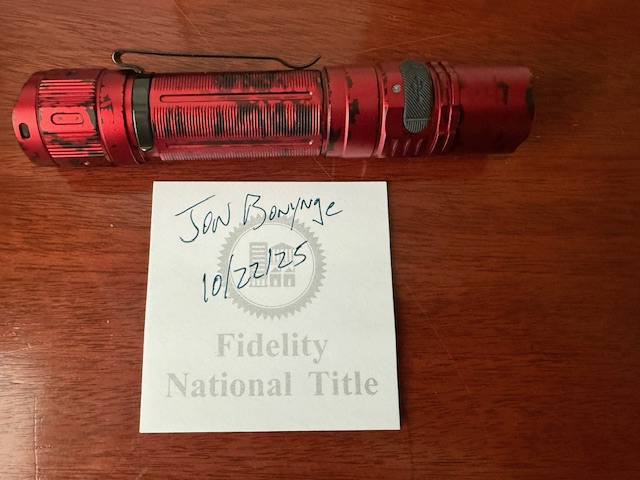 Jon Bonynge
10/22/25
Fidelity
National Title